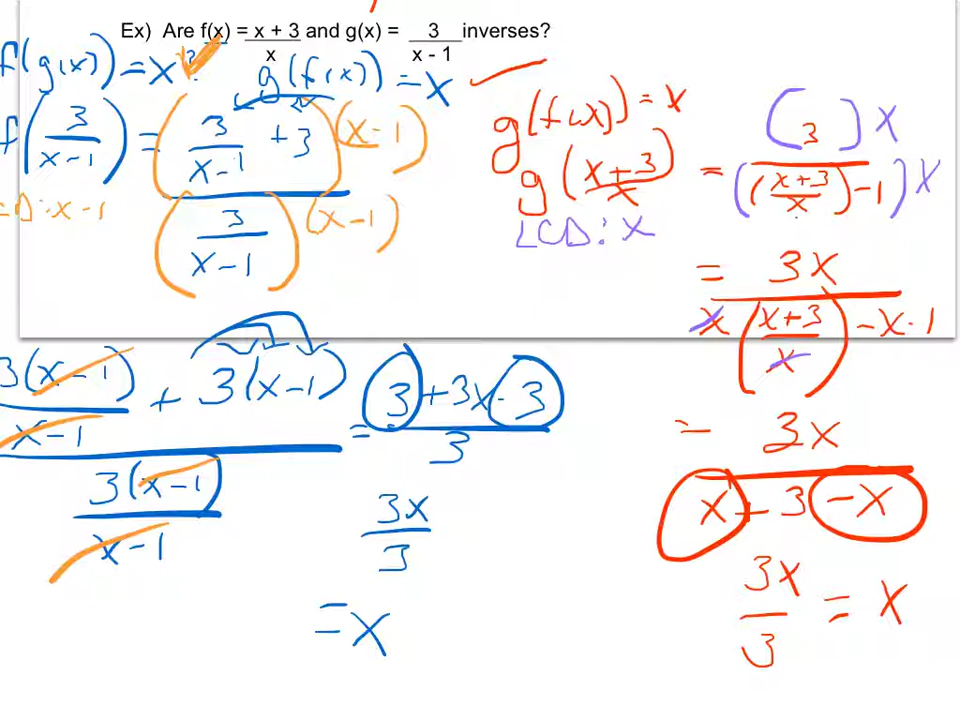 Ex) Are f(x) = x + 3 and g(x) = 3 inverses?
x x - 1
f(g(x)) = x ?
g(f(x)) = x
f(3/(x-1)) = (3/(x-1) + 3)(x-1)
(3/(x-1))(x-1)
LCD: x-1
3(x-1)/(x-1) + 3(x-1)
3(x-1)/(x-1)
= 3 + 3x - 3
3
3x
3
= x
g(f(x)) = x
g((x+3)/x) = (3)x
(((x+3)/x) - 1)x
LCD: x
= 3x
x((x+3)/x) - x·1
= 3x
x + 3 - x
3x
3
= x